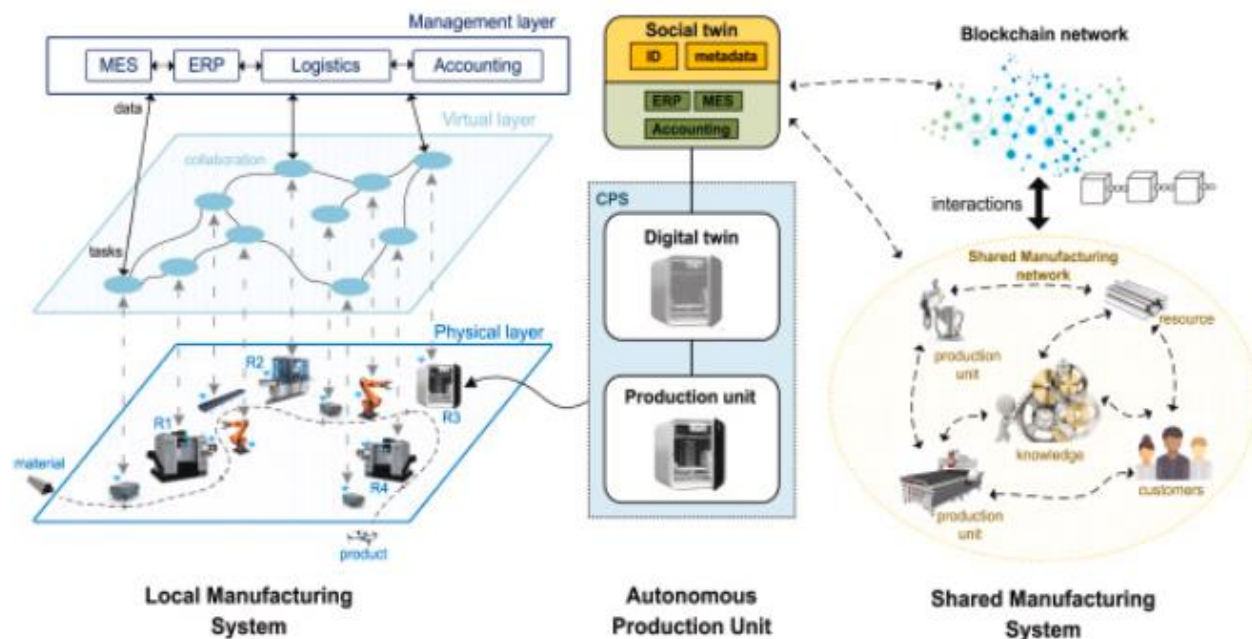 Management layer
MES
ERP
Logistics
Accounting
data
Virtual layer
collaboration
tasks
Physical layer
R2
R1
R3
R4
material
product
Local Manufacturing
System
Social twin
ID
metadata
ERP
MES
Accounting
CPS
Digital twin
Production unit
Autonomous
Production Unit
Blockchain network
interactions
Shared Manufacturing
network
resource
production
unit
knowledge
customers
production
unit
Shared Manufacturing
System